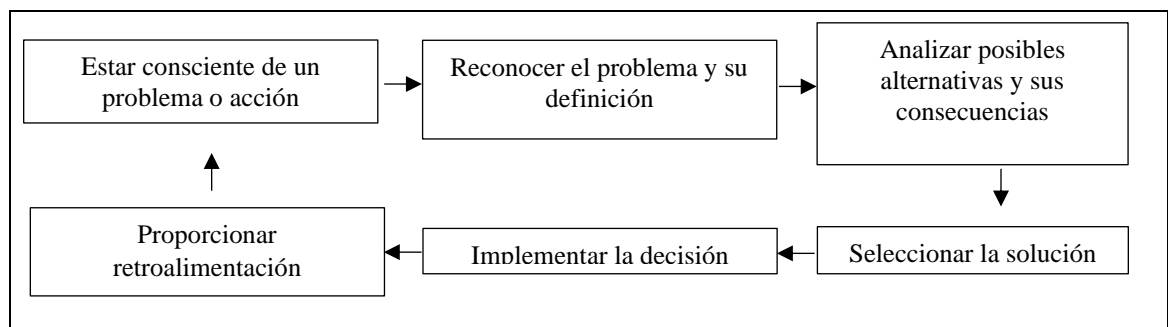 Estar consciente de un
problema o acción
Reconocer el problema y su
definición
Analizar posibles
alternativas y sus
consecuencias
Seleccionar la solución
Implementar la decisión
Proporcionar
retroalimentación